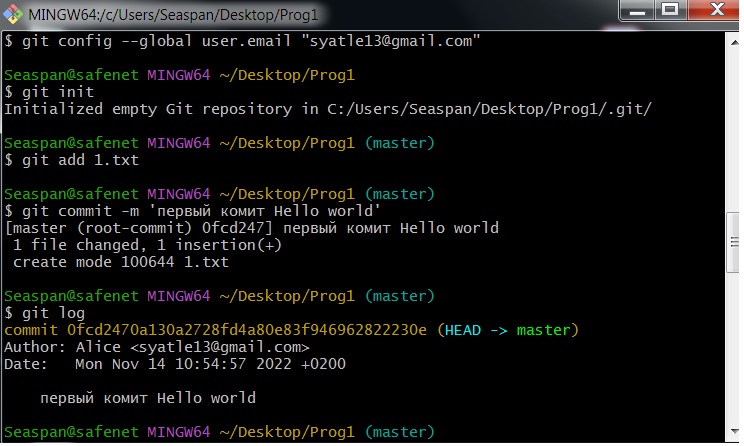 MINGW64:/c/Users/Seaspan/Desktop/Prog1
$ git config --global user.email "syatle13@gmail.com"
Seaspan@safenet MINGW64 ~/Desktop/Prog1
$ git init
Initialized empty Git repository in C:/Users/Seaspan/Desktop/Prog1/.git/
Seaspan@safenet MINGW64 ~/Desktop/Prog1 (master)
$ git add 1.txt
Seaspan@safenet MINGW64 ~/Desktop/Prog1 (master)
$ git commit -m 'первый комит Hello world'
[master (root-commit) 0fcd247] первый комит Hello world
1 file changed, 1 insertion(+)
create mode 100644 1.txt
Seaspan@safenet MINGW64 ~/Desktop/Prog1 (master)
$ git log
commit 0fcd2470a130a2728fd4a80e83f946962822230e (HEAD -> master)
Author: Alice <syatle13@gmail.com>
Date:   Mon Nov 14 10:54:57 2022 +0200
первый комит Hello world
Seaspan@safenet MINGW64 ~/Desktop/Prog1 (master)